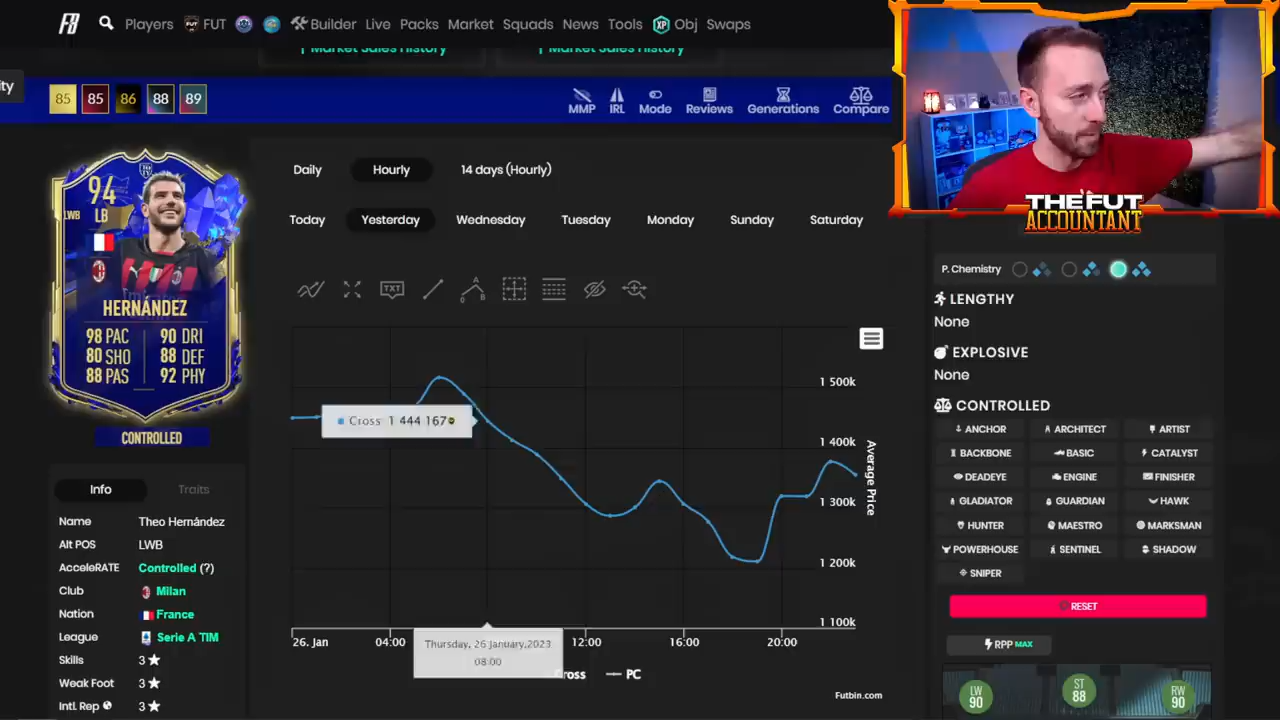 F8 Players FUT Builder Live Packs Market Squads News Tools XP Obj Swaps
Market Sales History Market Sales History
ity
85 85 86 88 89
MMP IRL Mode Reviews Generations Compare
THE FUT
ACCOUNTANT
Daily Hourly 14 days (Hourly)
Today Yesterday Wednesday Tuesday Monday Sunday Saturday
TXT A B
94
LWB LB
HERNÁNDEZ
98 PAC 90 DRI
80 SHO 88 DEF
88 PAS 92 PHY
CONTROLLED
Info Traits
Name Theo Hernández
Alt POS LWB
AcceleRATE Controlled (?)
Club Milan
Nation France
League Serie A TIM
Skills 3
Weak Foot 3
Intl. Rep 3
1 500k
1 400k
1 300k
1 200k
1 100k
Average Price
Cross 1 444 167
26. Jan 04:00 12:00 16:00 20:00
Thursday, 26 January,2023
08:00
Cross PC
Futbin.com
P. Chemistry
LENGTHY
None
EXPLOSIVE
None
CONTROLLED
ANCHOR ARCHITECT ARTIST
BACKBONE BASIC CATALYST
DEADEYE ENGINE FINISHER
GLADIATOR GUARDIAN HAWK
HUNTER MAESTRO MARKSMAN
POWERHOUSE SENTINEL SHADOW
SNIPER
RESET
RPP MAX
LW 90 ST 88 RW 90